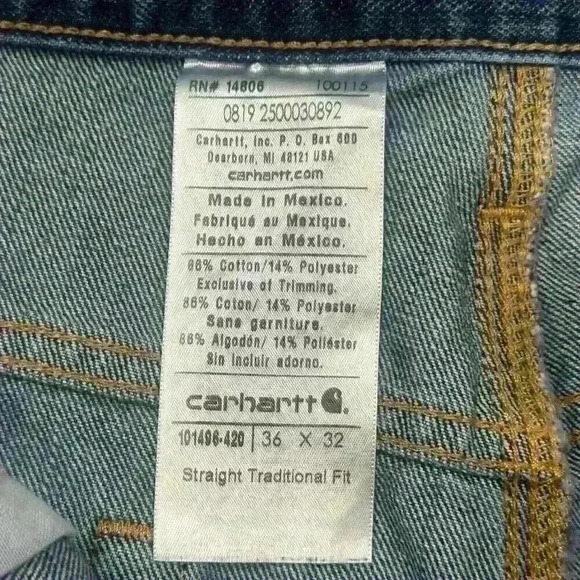 RN# 14806 100115
0819 2500030892
Carhartt, Inc. P. O. Box 600
Dearborn, MI 48121 USA
carhartt.com
Made in Mexico.
Fabriqué au Mexique.
Hecho en México.
86% Cotton/14% Polyester
Exclusive of Trimming.
86% Coton/ 14% Polyester
Sans garniture.
86% Algodón/ 14% Poliéster
Sin incluir adorno.
carhartt
101496-420 36 X 32
Straight Traditional Fit